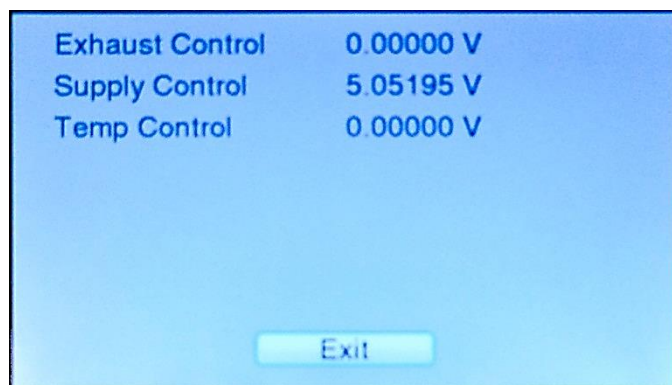 Exhaust Control 0.00000 V
Supply Control 5.05195 V
Temp Control 0.00000 V
Exit